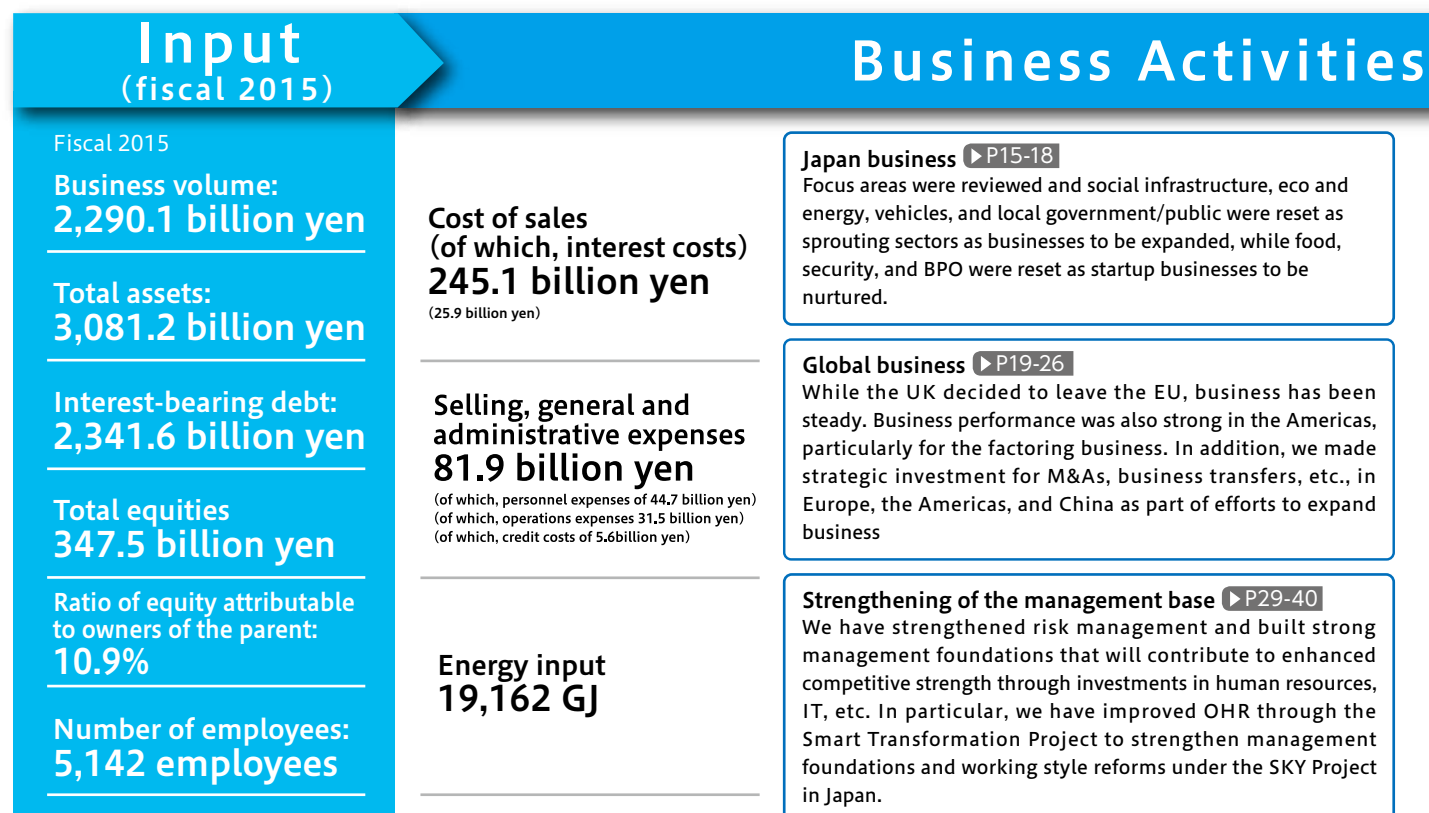 Input
(fiscal 2015)
Business Activities
Fiscal 2015
Business volume:
2,290.1 billion yen
Total assets:
3,081.2 billion yen
Interest-bearing debt:
2,341.6 billion yen
Total equities
347.5 billion yen
Ratio of equity attributable
to owners of the parent:
10.9%
Number of employees:
5,142 employees
Cost of sales
(of which, interest costs)
245.1 billion yen
(25.9 billion yen)
Selling, general and
administrative expenses
81.9 billion yen
(of which, personnel expenses of 44.7 billion yen)
(of which, operations expenses 31.5 billion yen)
(of which, credit costs of 5.6billion yen)
Energy input
19,162 GJ
Japan business ▶P15-18
Focus areas were reviewed and social infrastructure, eco and
energy, vehicles, and local government/public were reset as
sprouting sectors as businesses to be expanded, while food,
security, and BPO were reset as startup businesses to be
nurtured.
Global business ▶P19-26
While the UK decided to leave the EU, business has been
steady. Business performance was also strong in the Americas,
particularly for the factoring business. In addition, we made
strategic investment for M&As, business transfers, etc., in
Europe, the Americas, and China as part of efforts to expand
business
Strengthening of the management base ▶P29-40
We have strengthened risk management and built strong
management foundations that will contribute to enhanced
competitive strength through investments in human resources,
IT, etc. In particular, we have improved OHR through the
Smart Transformation Project to strengthen management
foundations and working style reforms under the SKY Project
in Japan.